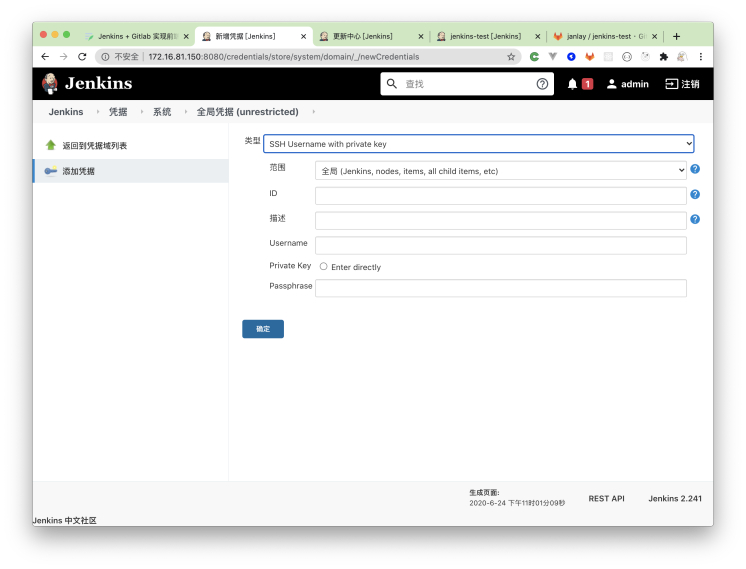 Jenkins + Gitlab 实现前
新增凭据 [Jenkins]
更新中心 [Jenkins]
jenkins-test [Jenkins]
janlay / jenkins-test · Gi
不安全 | 172.16.81.150:8080/credentials/store/system/domain/_/newCredentials
Jenkins
查找
1
admin
注销
Jenkins
凭据
系统
全局凭据 (unrestricted)
返回到凭据域列表
添加凭据
类型
SSH Username with private key
范围
全局 (Jenkins, nodes, items, all child items, etc)
ID
描述
Username
Private Key
Enter directly
Passphrase
确定
生成页面:
2020-6-24 下午11时01分09秒
REST API
Jenkins 2.241
Jenkins 中文社区